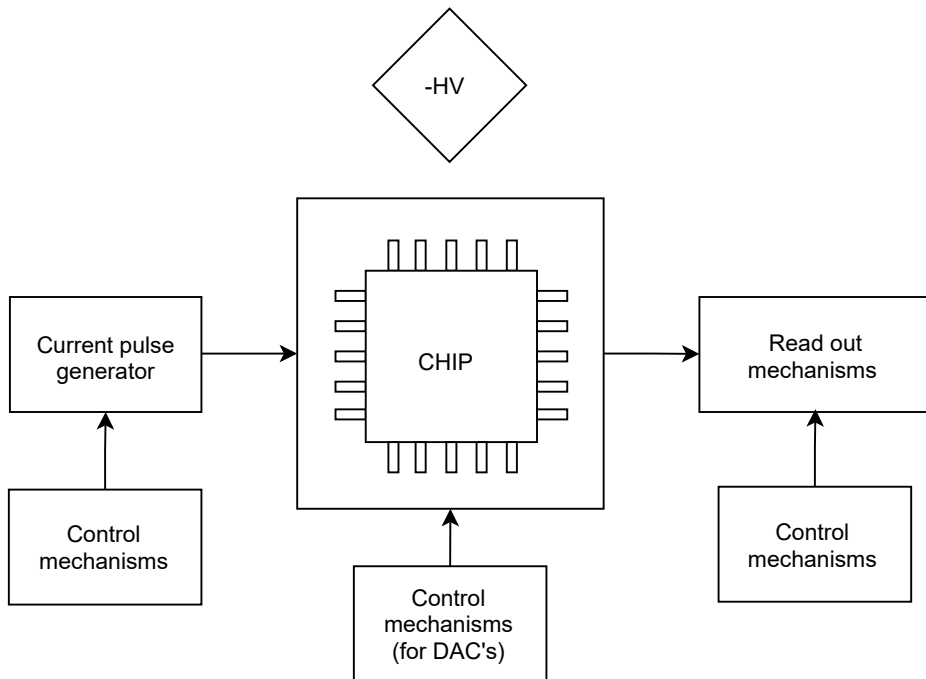 -HV
Current pulse
generator
CHIP
Read out
mechanisms
Control
mechanisms
Control
mechanisms
(for DAC's)
Control
mechanisms